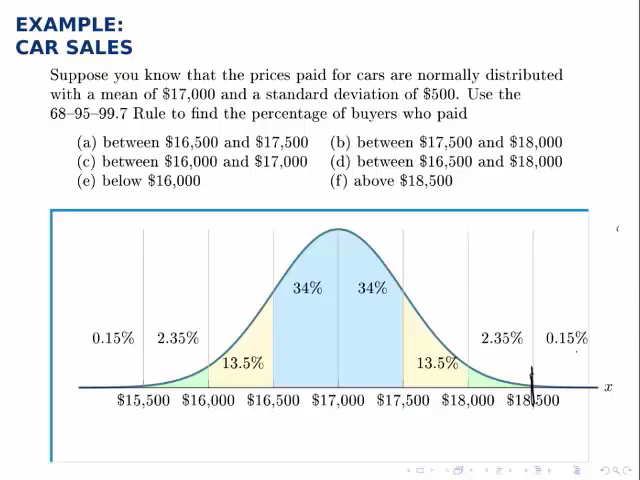 EXAMPLE:
CAR SALES
Suppose you know that the prices paid for cars are normally distributed
with a mean of $17,000 and a standard deviation of $500. Use the
68–95–99.7 Rule to find the percentage of buyers who paid
(a) between $16,500 and $17,500 (b) between $17,500 and $18,000
(c) between $16,000 and $17,000 (d) between $16,500 and $18,000
(e) below $16,000 (f) above $18,500
34% 34%
0.15% 2.35% 2.35% 0.15%
13.5% 13.5%
x
$15,500 $16,000 $16,500 $17,000 $17,500 $18,000 $18,500